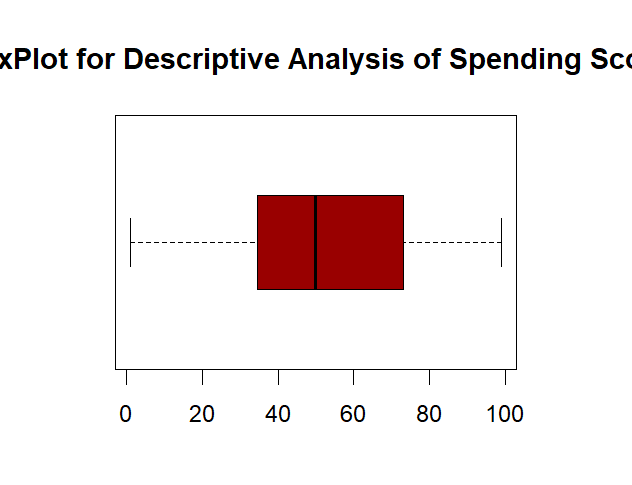 xPlot for Descriptive Analysis of Spending Sco
0 20 40 60 80 100